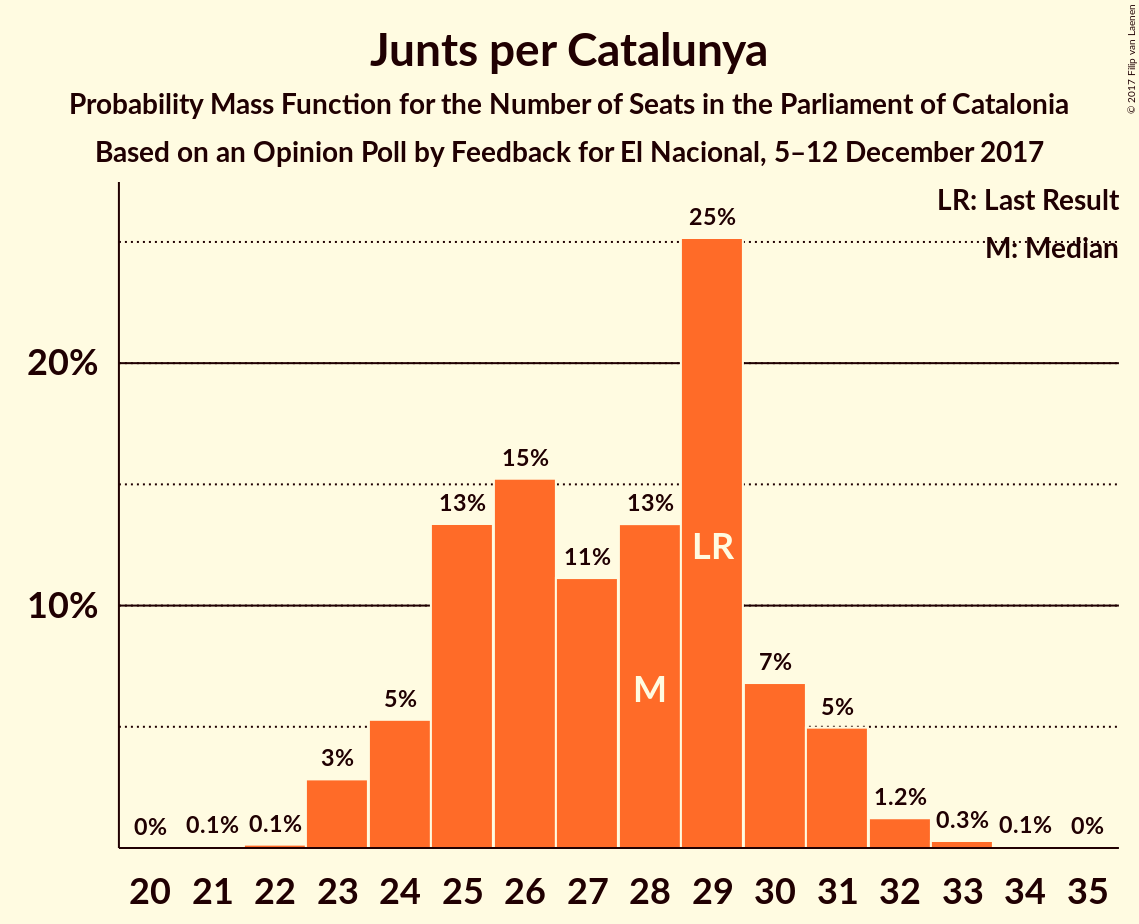 Junts per Catalunya
Probability Mass Function for the Number of Seats in the Parliament of Catalonia
Based on an Opinion Poll by Feedback for El Nacional, 5–12 December 2017
© 2017 Filip van Laenen
LR: Last Result
M: Median
20%
10%
0%
0.1%
0.1%
3%
5%
13%
15%
11%
13%
25%
7%
5%
1.2%
0.3%
0.1%
0%
LR
M
20 21 22 23 24 25 26 27 28 29 30 31 32 33 34 35